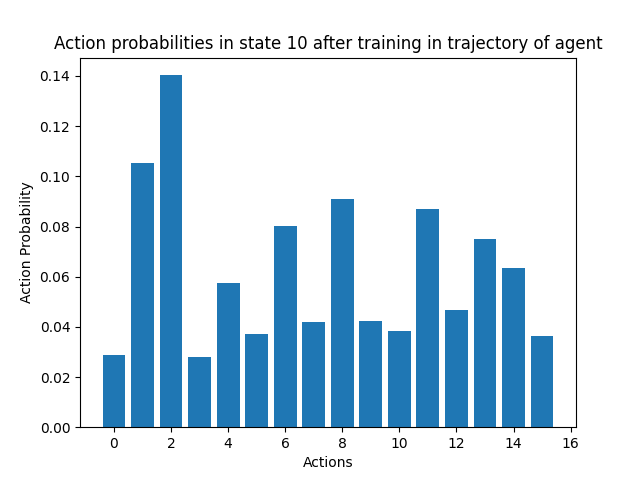 Action probabilities in state 10 after training in trajectory of agent
0.14
0.12
0.10
0.08
0.06
0.04
0.02
0.00
Action Probability
0 2 4 6 8 10 12 14 16
Actions